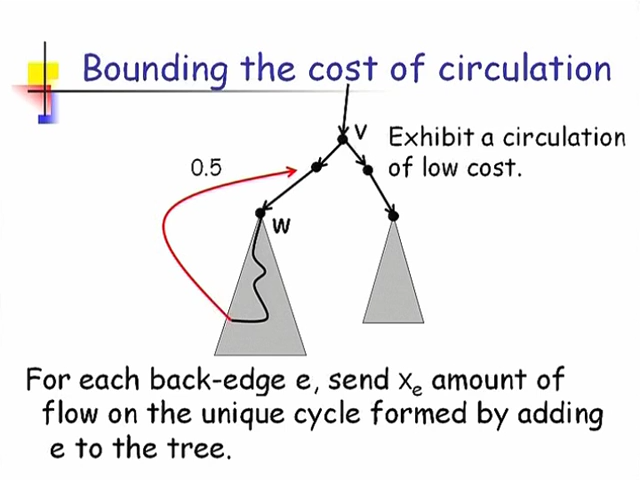 Bounding the cost of circulation
v
Exhibit a circulation
of low cost.
0.5
w
For each back-edge e, send xₑ amount of
flow on the unique cycle formed by adding
e to the tree.